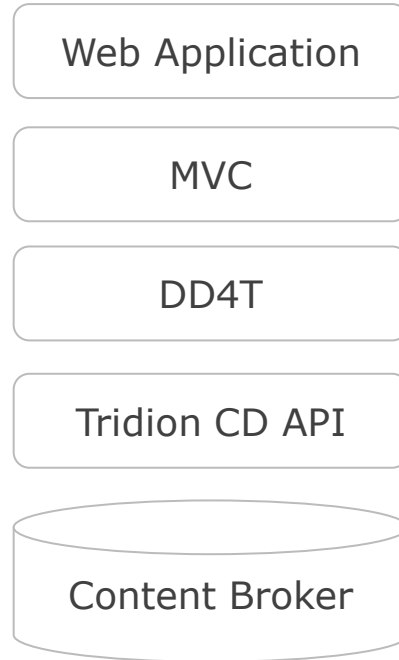 Web Application
MVC
DD4T
Tridion CD API
Content Broker